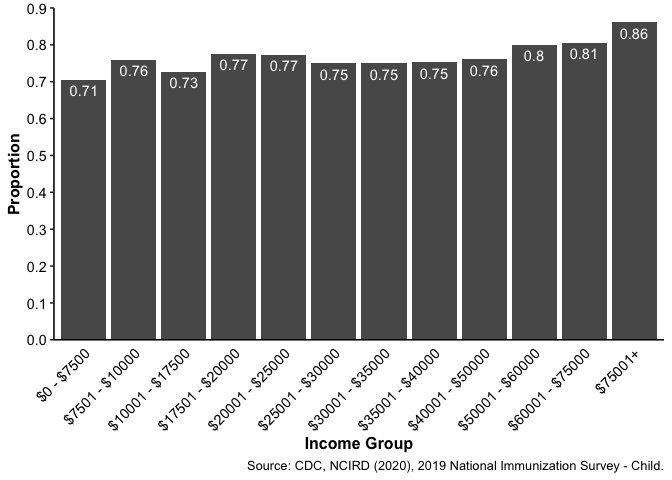 Proportion
0.9
0.8
0.7
0.6
0.5
0.4
0.3
0.2
0.1
0.0
0.71
0.76
0.73
0.77
0.77
0.75
0.75
0.75
0.76
0.8
0.81
0.86
$0 - $7500
$7501 - $10000
$10001 - $17500
$17501 - $20000
$20001 - $25000
$25001 - $30000
$30001 - $35000
$35001 - $40000
$40001 - $50000
$50001 - $60000
$60001 - $75000
$75001+
Income Group
Source: CDC, NCIRD (2020), 2019 National Immunization Survey - Child.